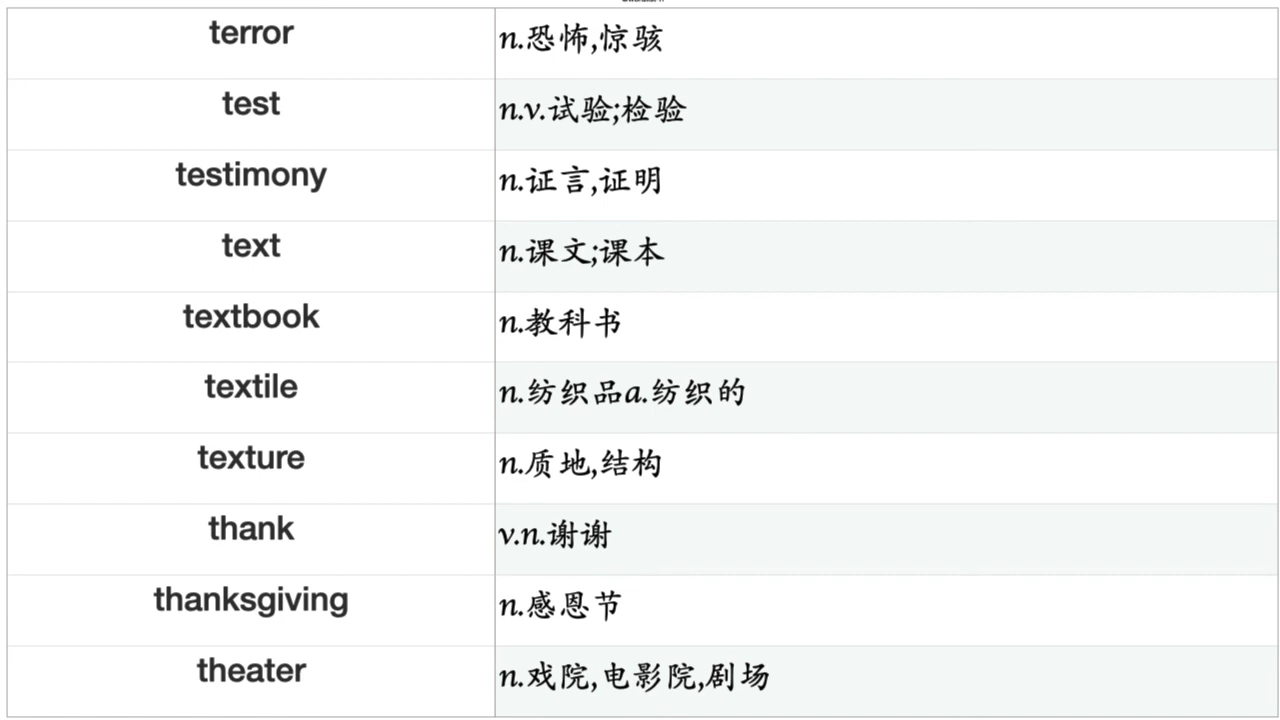 terror n.恐怖,惊骇
test n.v.试验;检验
testimony n.证言,证明
text n.课文;课本
textbook n.教科书
textile n.纺织品a.纺织的
texture n.质地,结构
thank v.n.谢谢
thanksgiving n.感恩节
theater n.戏院,电影院,剧场